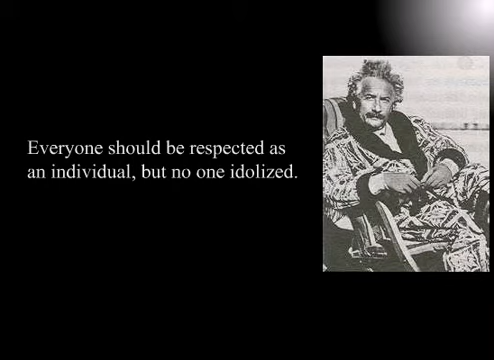 Everyone should be respected as
an individual, but no one idolized.